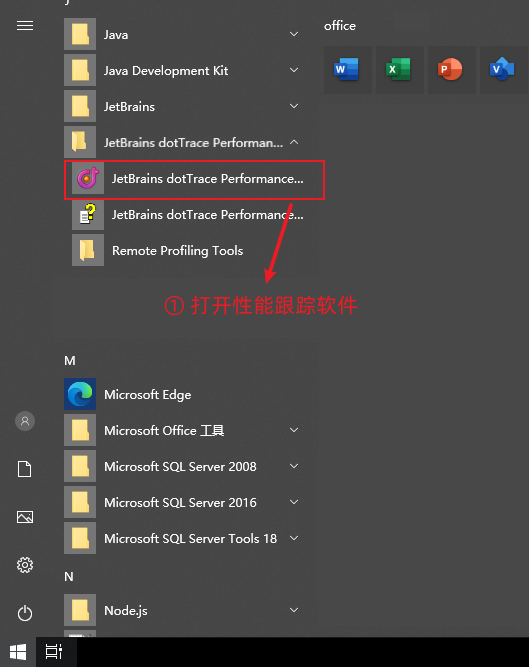 J
Java
Java Development Kit
JetBrains
JetBrains dotTrace Performan...
JetBrains dotTrace Performance...
JetBrains dotTrace Performance...
Remote Profiling Tools
① 打开性能跟踪软件
M
Microsoft Edge
Microsoft Office 工具
Microsoft SQL Server 2008
Microsoft SQL Server 2016
Microsoft SQL Server Tools 18
N
Node.js
office
W
X
P
V